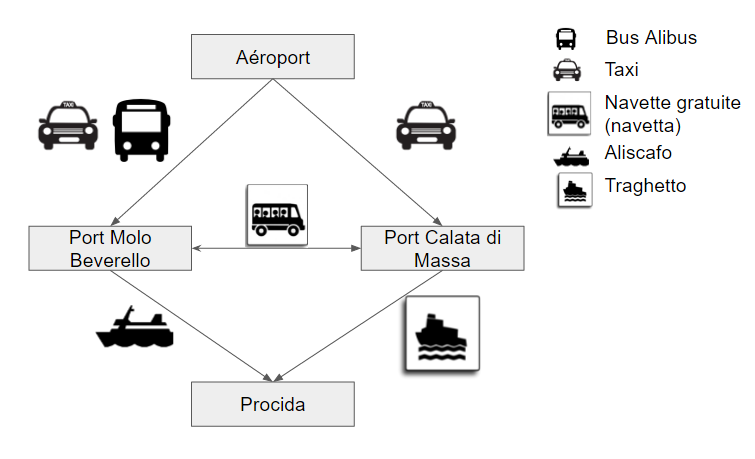 Aéroport
TAXI
TAXI
Port Molo
Beverello
Port Calata di
Massa
Procida
Bus Alibus
Taxi
Navette gratuite
(navetta)
Aliscafo
Traghetto